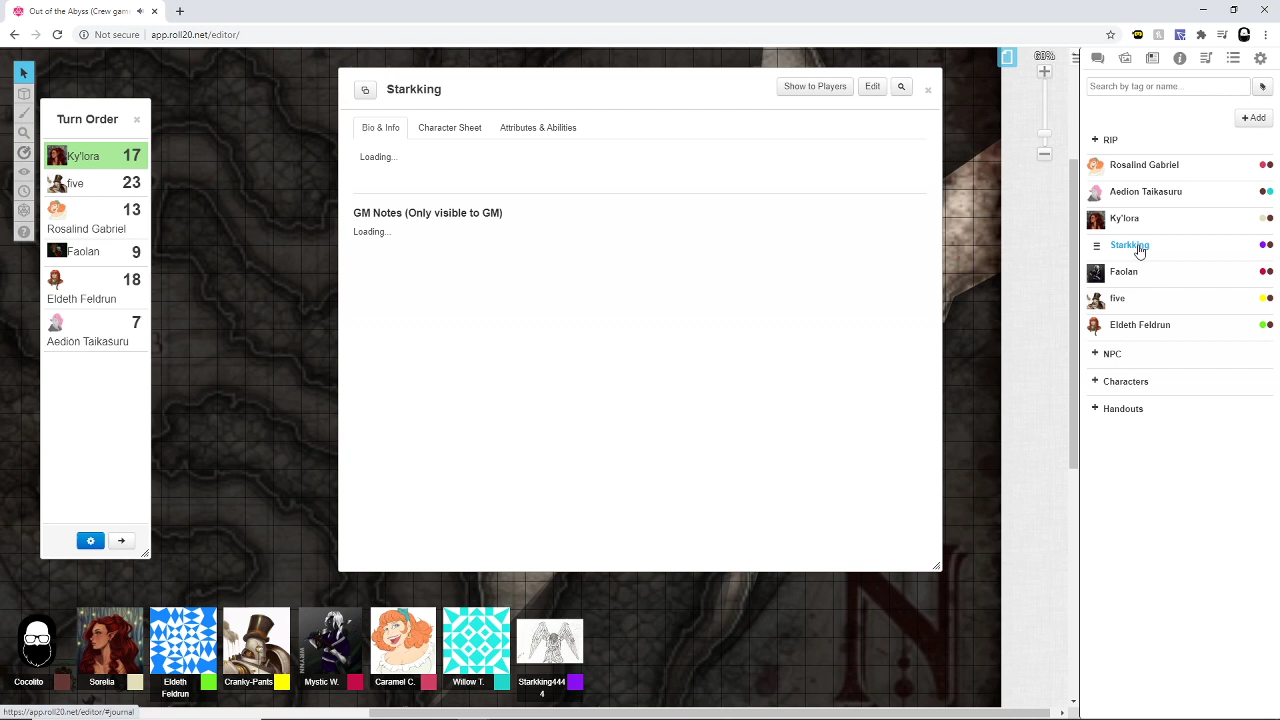 Out of the Abyss (Crew gam
Not secure
app.roll20.net/editor/
Turn Order
Ky'lora 17
five 23
13
Rosalind Gabriel
Faolan 9
18
Eldeth Feldrun
7
Aedion Taikasuru
Starkking
Show to Players
Edit
Bio & Info
Character Sheet
Attributes & Abilities
Loading...
GM Notes (Only visible to GM)
Loading...
Search by tag or name...
+ Add
RIP
Rosalind Gabriel
Aedion Taikasuru
Ky'lora
Starkking
Faolan
five
Eldeth Feldrun
NPC
Characters
Handouts
Cocolito
Sorelia
Eldeth
Feldrun
Cranky-Pants
Mystic W.
Caramel C.
Willow T.
Starkking444
4
https://app.roll20.net/editor/#journal